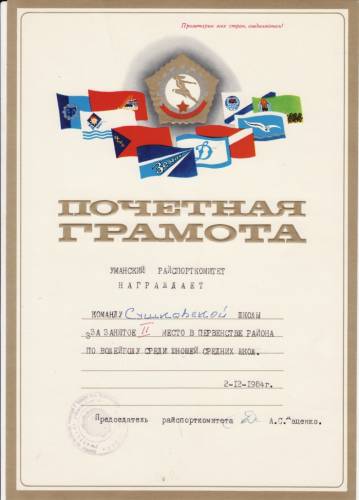 Пролетарии всех стран, соединяйтесь!
Зенит
Д
ПОЧЕТНАЯ
ГРАМОТА
УМАНСКИЙ РАЙСПОРТКОМИТЕТ
НАГРАЖДАЕТ
КОМАНДУ Сушковской ШКОЛЫ
ЗА ЗАНЯТОЕ II МЕСТО В ПЕРВЕНСТВЕ РАЙОНА
ПО ВОЛЕЙБОЛУ СРЕДИ ЮНОШЕЙ СРЕДНИХ ШКОЛ.
2-12-1984г.
Председатель райспорткомитета А.С.